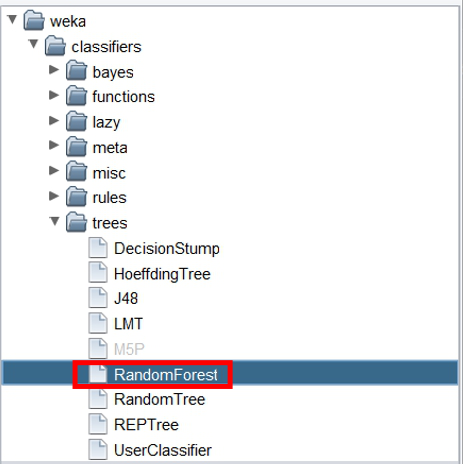 weka
classifiers
bayes
functions
lazy
meta
misc
rules
trees
DecisionStump
HoeffdingTree
J48
LMT
M5P
RandomForest
RandomTree
REPTree
UserClassifier